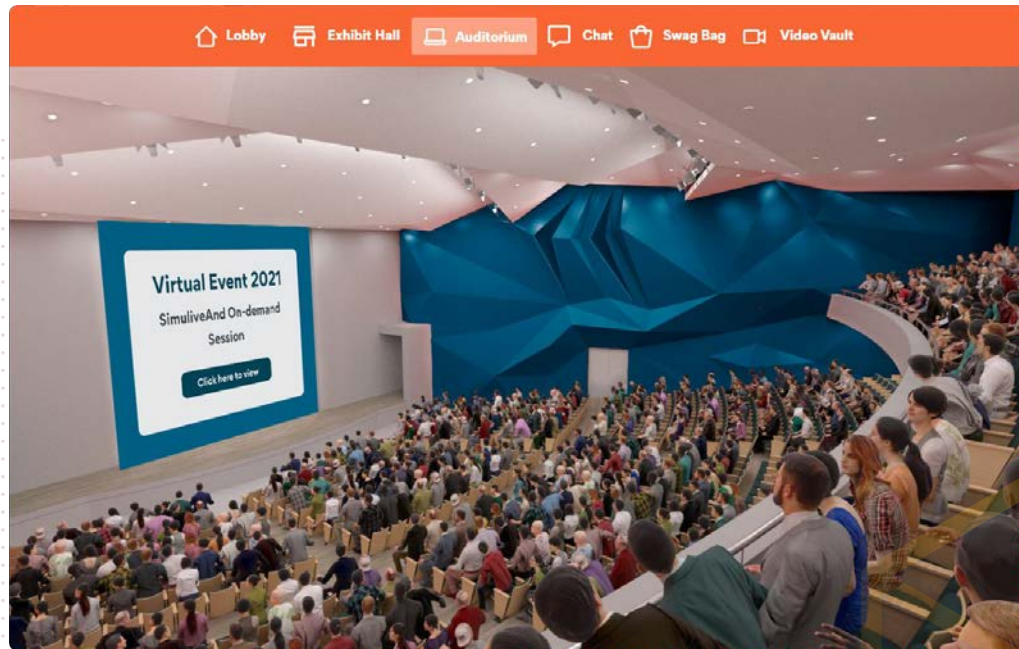 Lobby
Exhibit Hall
Auditorium
Chat
Swag Bag
Video Vault
Virtual Event 2021
SimuliveAnd On-demand
Session
Click here to view